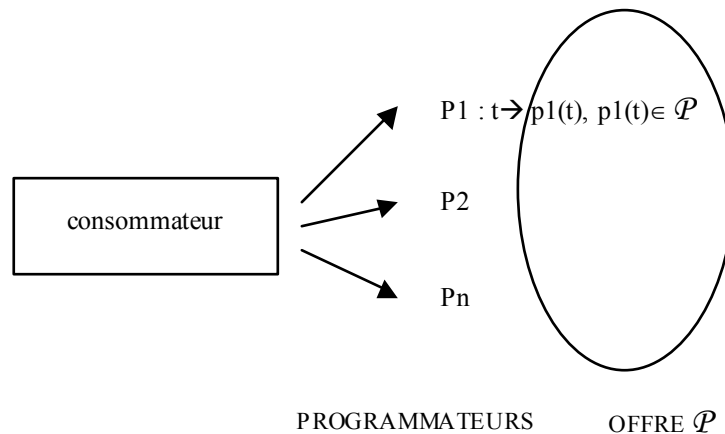 P1 : t→ p1(t), p1(t)∈ 𝒫
P2
consommateur
Pn
PROGRAMMATEURS OFFRE 𝒫